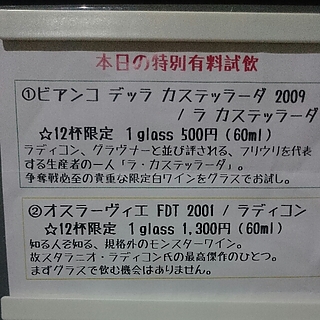 本日の特別有料試飲
①ビアンコ デッラ カステッラーダ 2009
/ ラ カステッラーダ
☆12杯限定 1glass 500円(60ml)
ラディコン、グラヴナーと並び評される、フリウリを代表
する生産者の一人「ラ・カステッラーダ」。
争奪戦必至の貴重な限定白ワインをグラスでお試し。
②オスラーヴィエ FDT 2001 / ラディコン
☆12杯限定 1glass 1,300円(60ml)
知る人ぞ知る、規格外のモンスターワイン。
故スタニスラオ・ラディコン氏の最高傑作のひとつ。
まずグラスで飲む機会はありません。